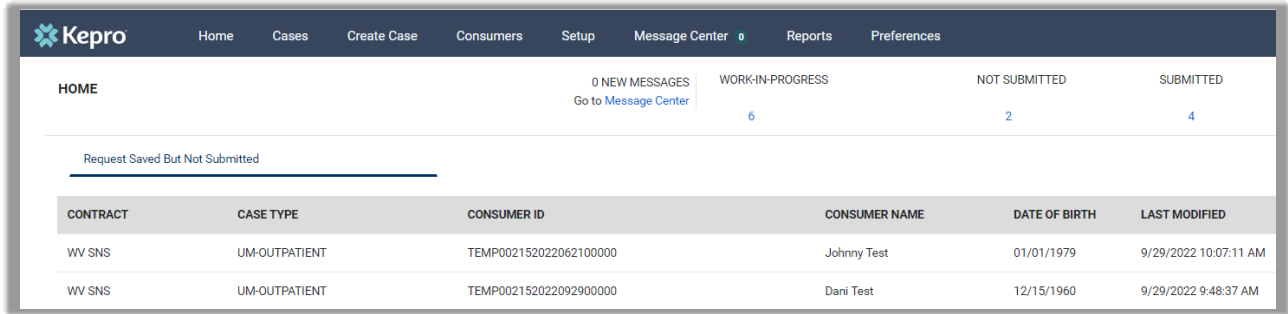 Kepro Home Cases Create Case Consumers Setup Message Center 0 Reports Preferences
HOME 0 NEW MESSAGES WORK-IN-PROGRESS NOT SUBMITTED SUBMITTED
Go to Message Center
6 2 4
Request Saved But Not Submitted
CONTRACT CASE TYPE CONSUMER ID CONSUMER NAME DATE OF BIRTH LAST MODIFIED
WV SNS UM-OUTPATIENT TEMP002152022062100000 Johnny Test 01/01/1979 9/29/2022 10:07:11 AM
WV SNS UM-OUTPATIENT TEMP002152022092900000 Dani Test 12/15/1960 9/29/2022 9:48:37 AM